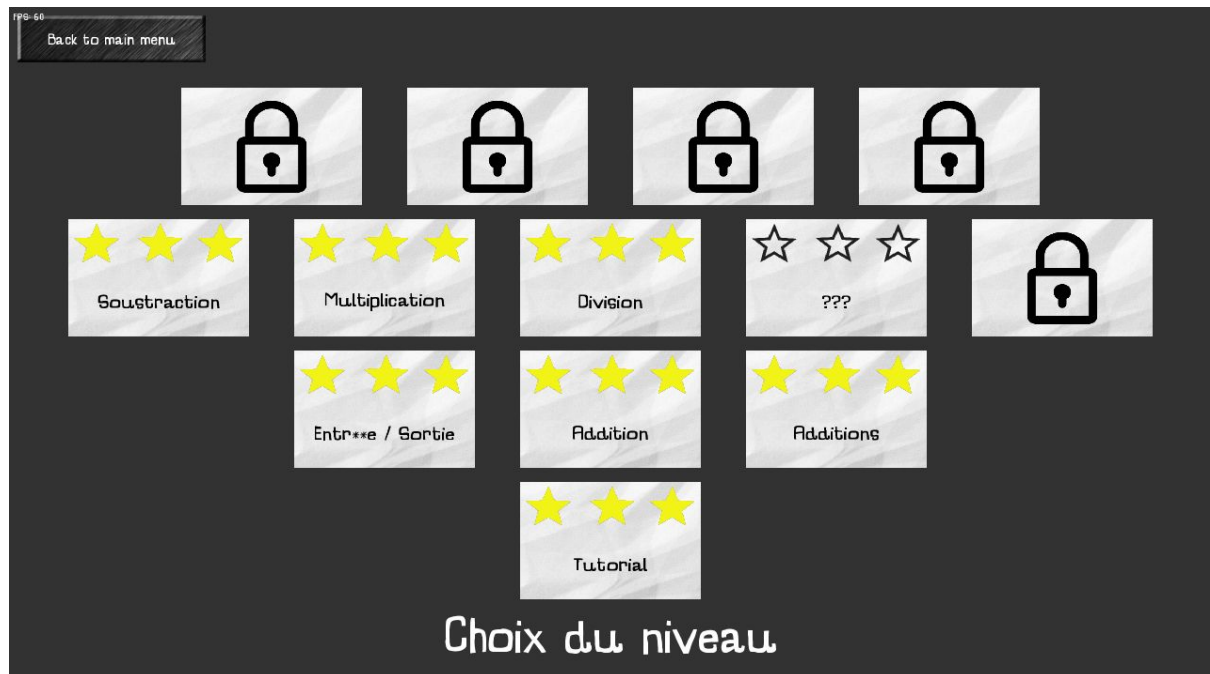 FPS: 60
Back to main menu
Soustraction
Multiplication
Division
???
Entr**e / Sortie
Addition
Additions
Tutorial
Choix du niveau